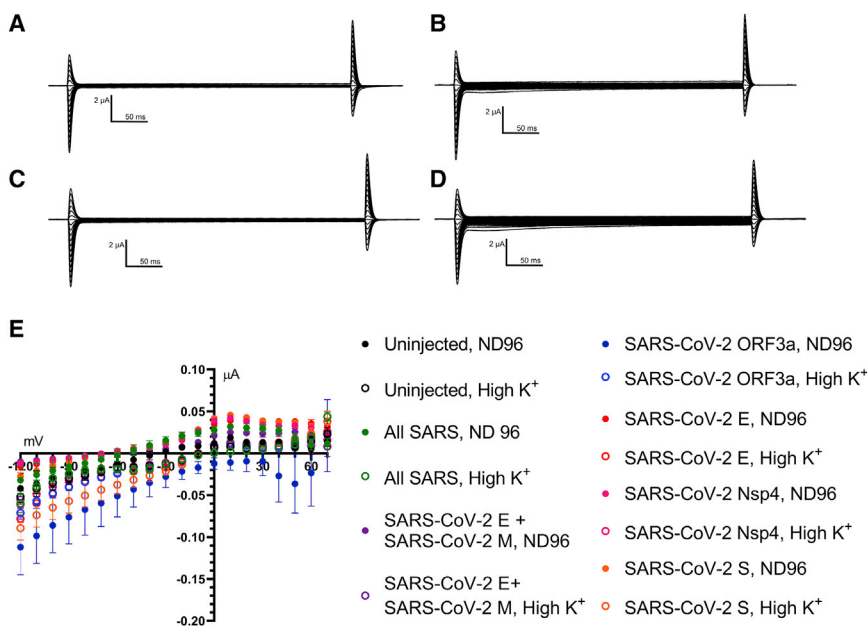 A
2 µA
50 ms
B
2 µA
50 ms
C
2 µA
50 ms
D
2 µA
50 ms
E
0.10
µA
0.05
mV
0.00
60
-0.05
-0.10
-0.15
-0.20
Uninjected, ND96
Uninjected, High K⁺
All SARS, ND 96
All SARS, High K⁺
SARS-CoV-2 E +
SARS-CoV-2 M, ND96
SARS-CoV-2 E+
SARS-CoV-2 M, High K⁺
SARS-CoV-2 ORF3a, ND96
SARS-CoV-2 ORF3a, High K⁺
SARS-CoV-2 E, ND96
SARS-CoV-2 E, High K⁺
SARS-CoV-2 Nsp4, ND96
SARS-CoV-2 Nsp4, High K⁺
SARS-CoV-2 S, ND96
SARS-CoV-2 S, High K⁺